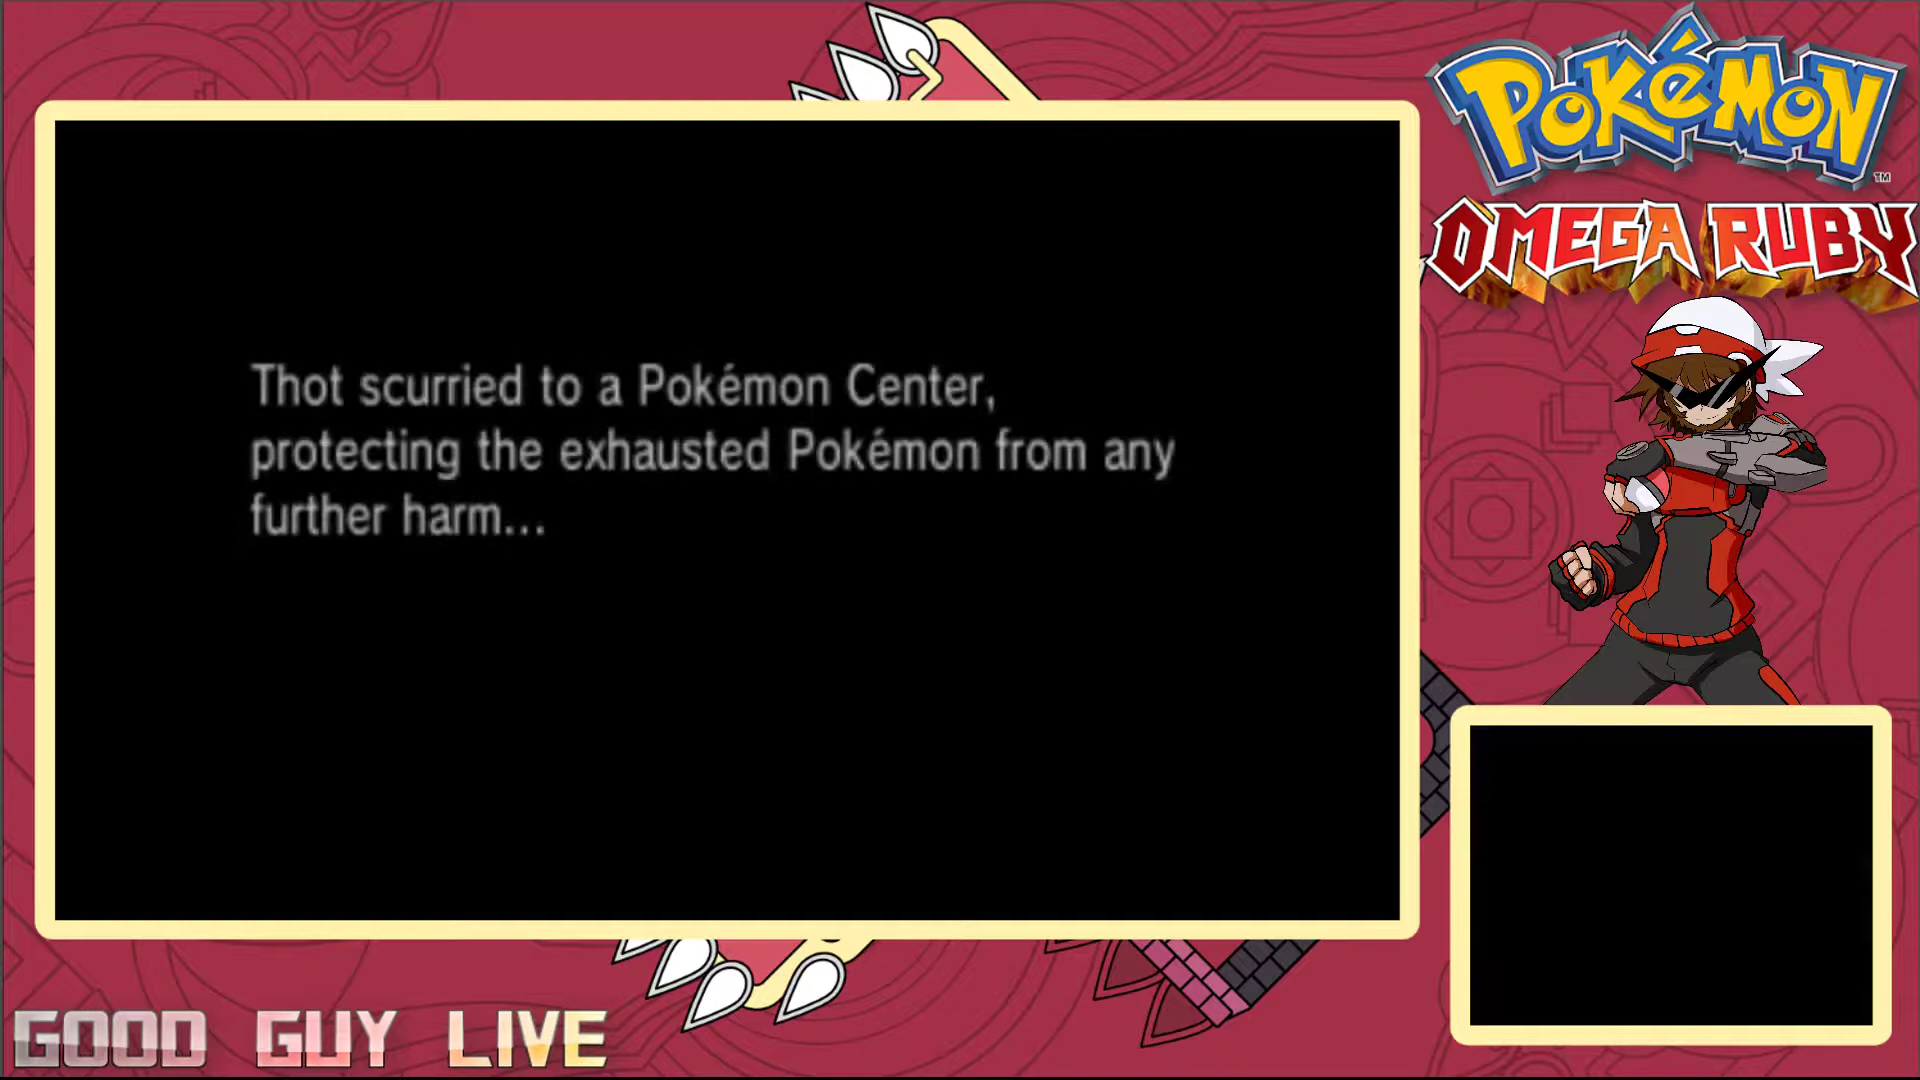 POKéMON
TM
OMEGA RUBY
Thot scurried to a Pokémon Center,
protecting the exhausted Pokémon from any
further harm...
GOOD GUY LIVE